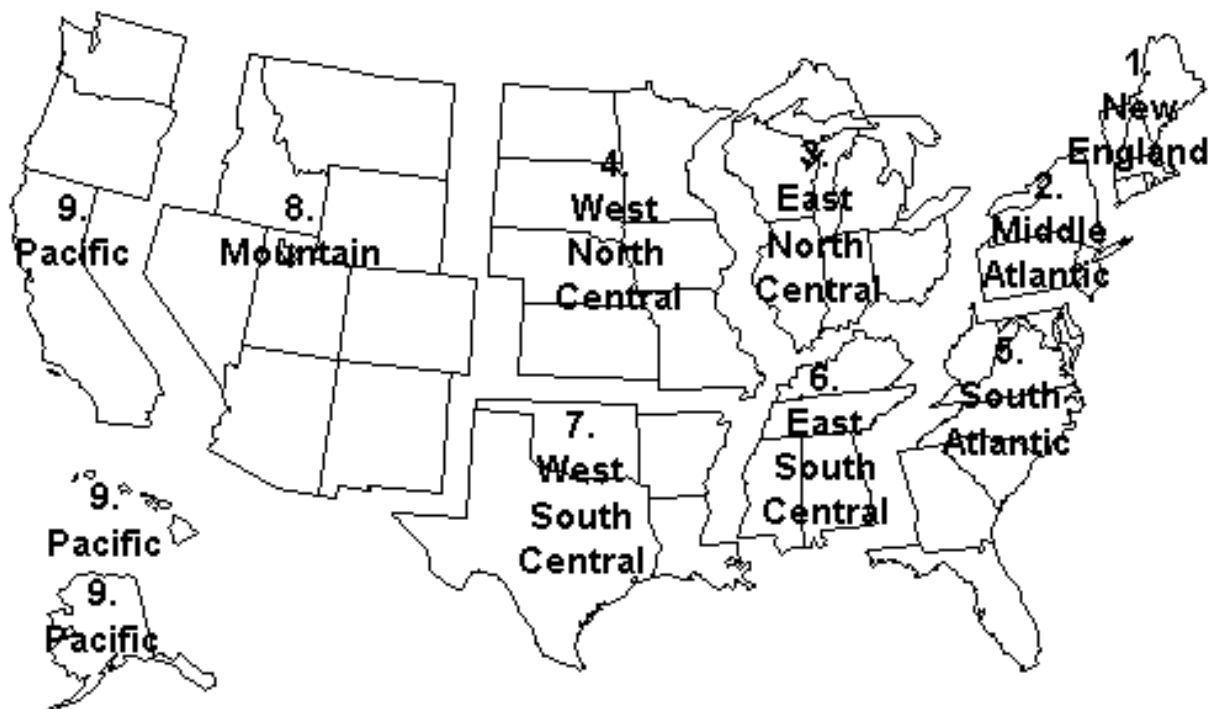 1.
New
England
2.
Middle
Atlantic
3.
East
North
Central
4.
West
North
Central
5.
South
Atlantic
6.
East
South
Central
7.
West
South
Central
8.
Mountain
9.
Pacific
9.
Pacific
9.
Pacific